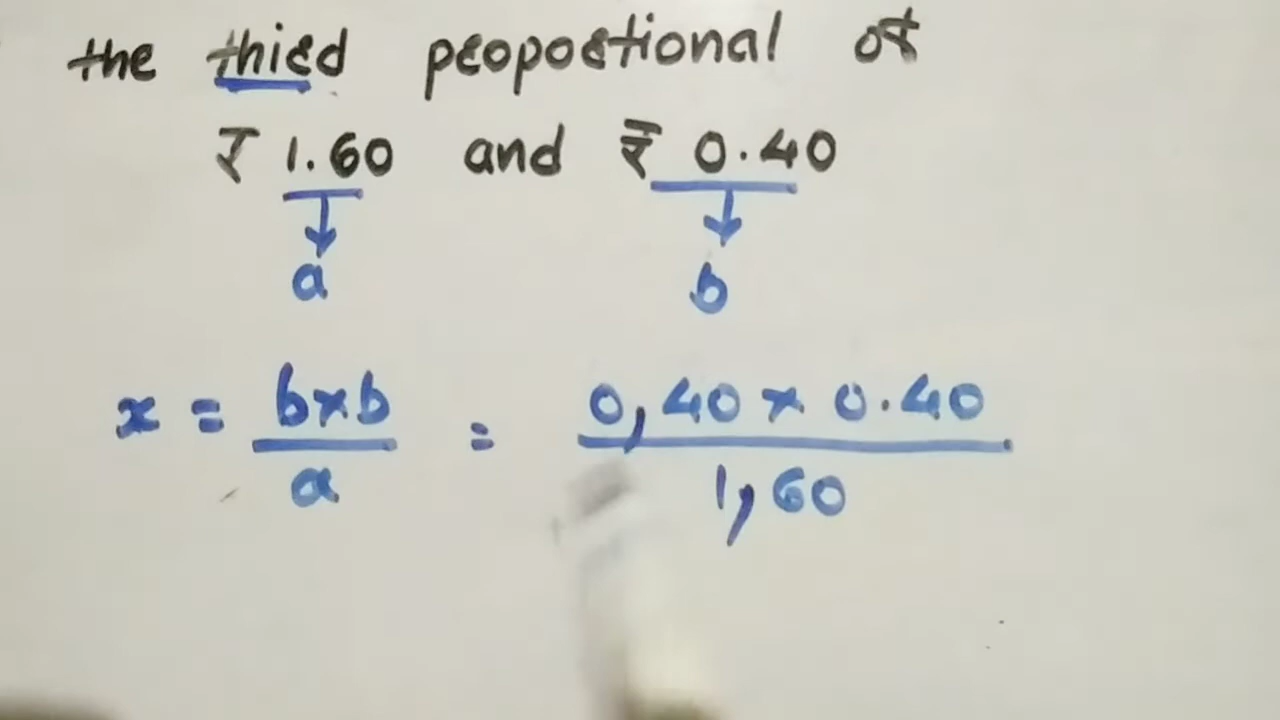 the third proportional of
₹ 1.60 and ₹ 0.40
a b
x = b×b / a = 0,40 × 0.40 / 1,60